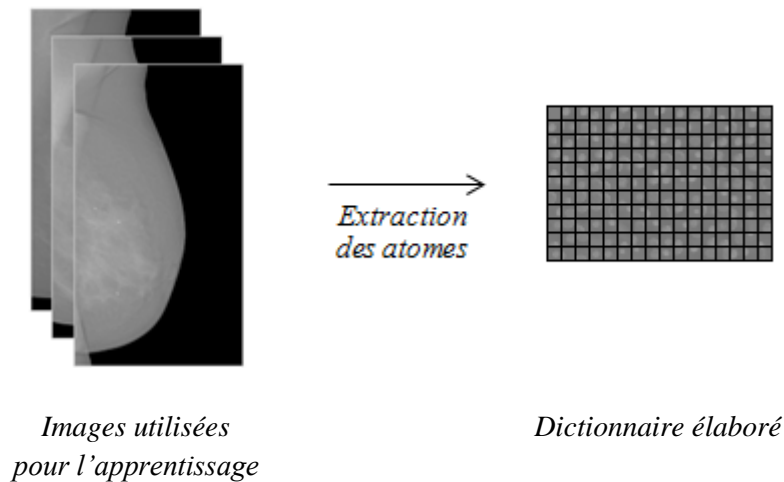 Extraction
des atomes
Images utilisées
pour l'apprentissage
Dictionnaire élaboré